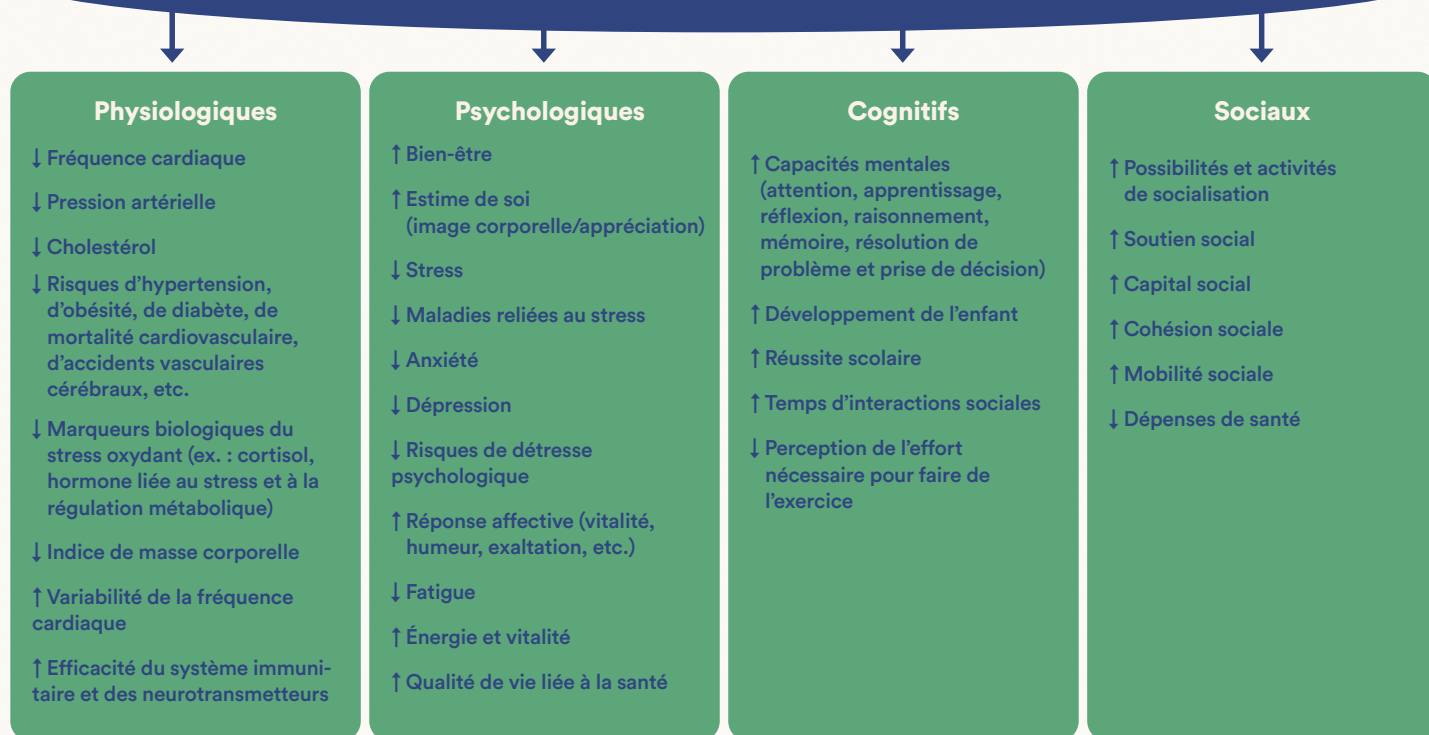 Physiologiques
↓ Fréquence cardiaque
↓ Pression artérielle
↓ Cholestérol
↓ Risques d’hypertension,
d’obésité, de diabète, de
mortalité cardiovasculaire,
d’accidents vasculaires
cérébraux, etc.
↓ Marqueurs biologiques du
stress oxydant (ex. : cortisol,
hormone liée au stress et à la
régulation métabolique)
↓ Indice de masse corporelle
↑ Variabilité de la fréquence
cardiaque
↑ Efficacité du système immuni-
taire et des neurotransmetteurs
Psychologiques
↑ Bien-être
↑ Estime de soi
(image corporelle/appréciation)
↓ Stress
↓ Maladies reliées au stress
↓ Anxiété
↓ Dépression
↓ Risques de détresse
psychologique
↑ Réponse affective (vitalité,
humeur, exaltation, etc.)
↓ Fatigue
↑ Énergie et vitalité
↑ Qualité de vie liée à la santé
Cognitifs
↑ Capacités mentales
(attention, apprentissage,
réflexion, raisonnement,
mémoire, résolution de
problème et prise de décision)
↑ Développement de l’enfant
↑ Réussite scolaire
↑ Temps d’interactions sociales
↓ Perception de l’effort
nécessaire pour faire de
l’exercice
Sociaux
↑ Possibilités et activités
de socialisation
↑ Soutien social
↑ Capital social
↑ Cohésion sociale
↑ Mobilité sociale
↓ Dépenses de santé